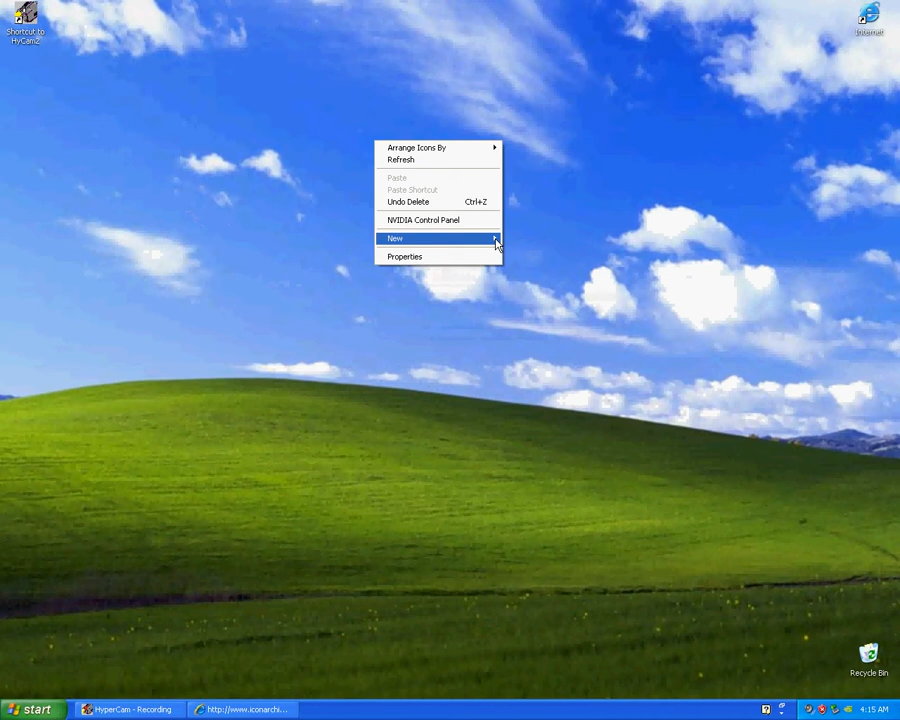 Shortcut to
HyCam2
Internet
Arrange Icons By
Refresh
Paste
Paste Shortcut
Undo Delete Ctrl+Z
NVIDIA Control Panel
New
Properties
Recycle Bin
start
HyperCam - Recording
http://www.iconarchi...
4:15 AM